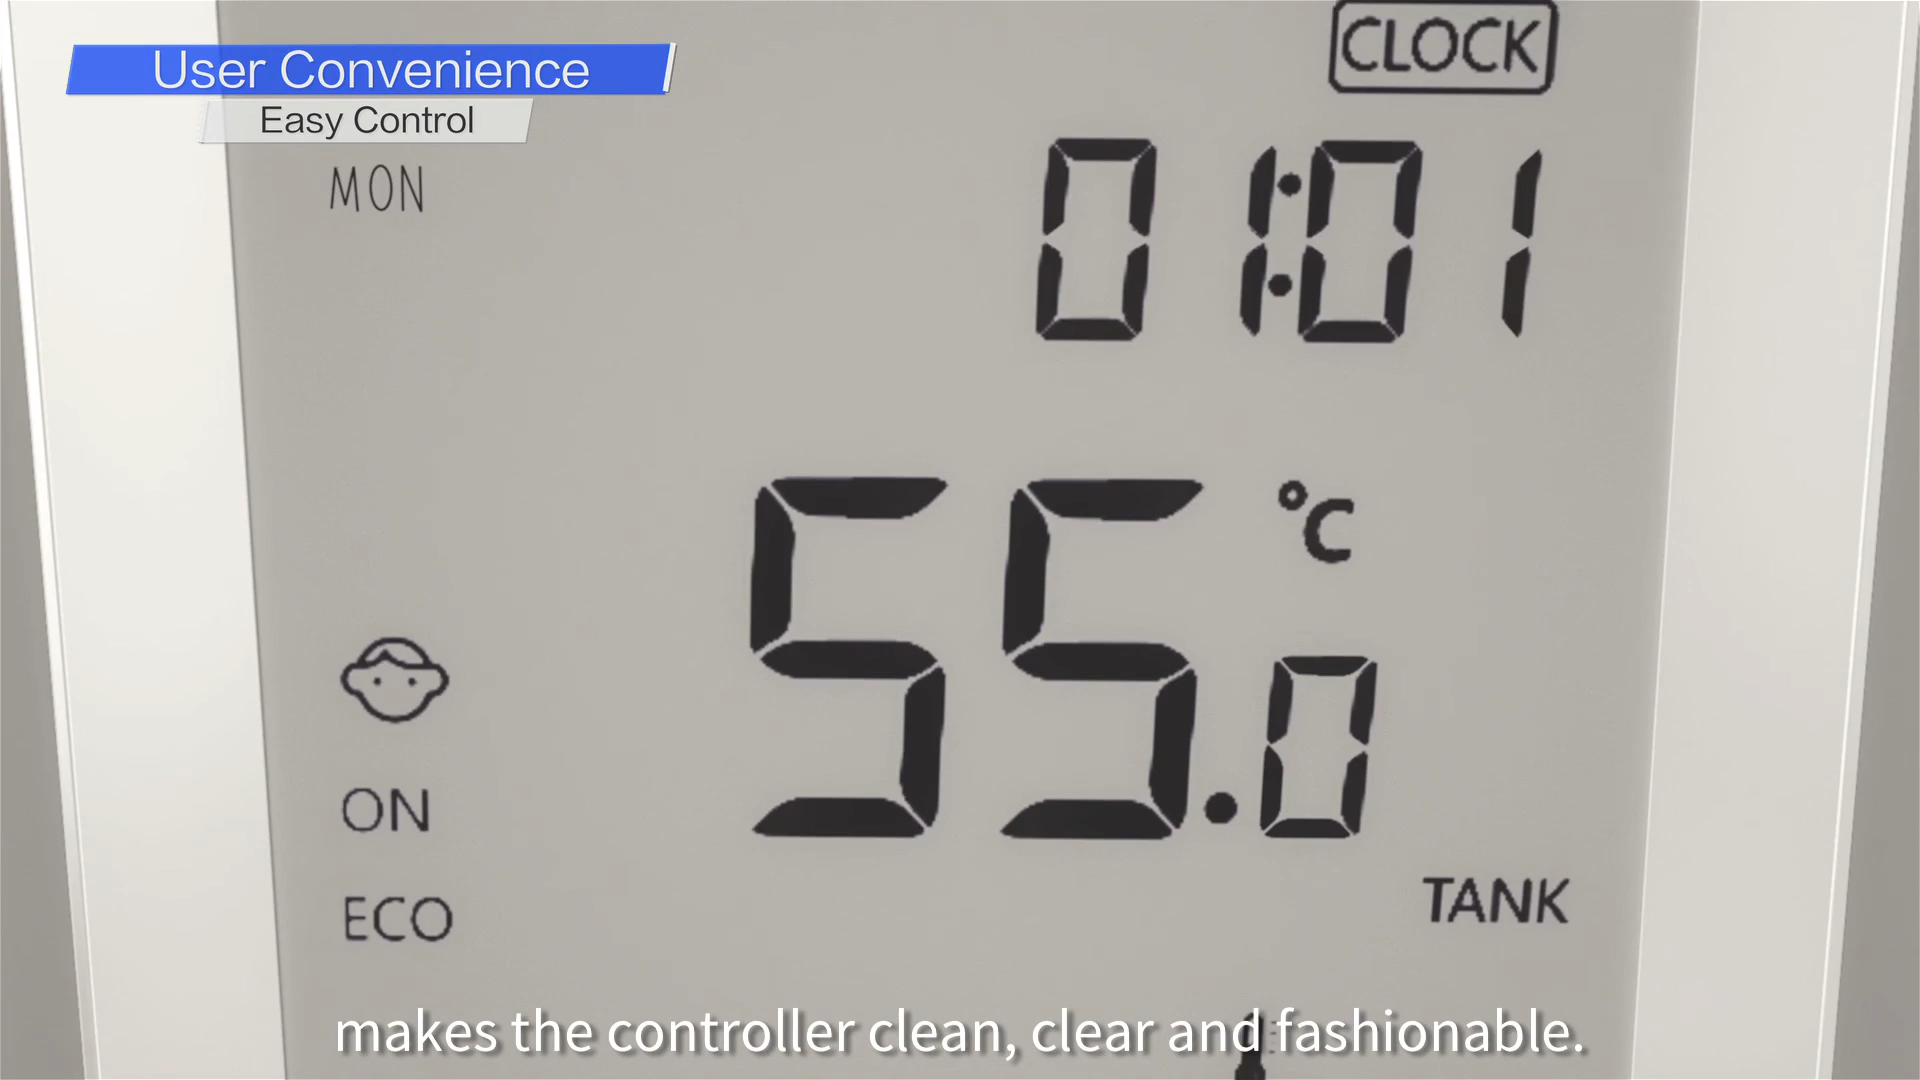 User Convenience
Easy Control
CLOCK
MON
01:01
55.0 °C
ON
ECO
TANK
makes the controller clean, clear and fashionable.